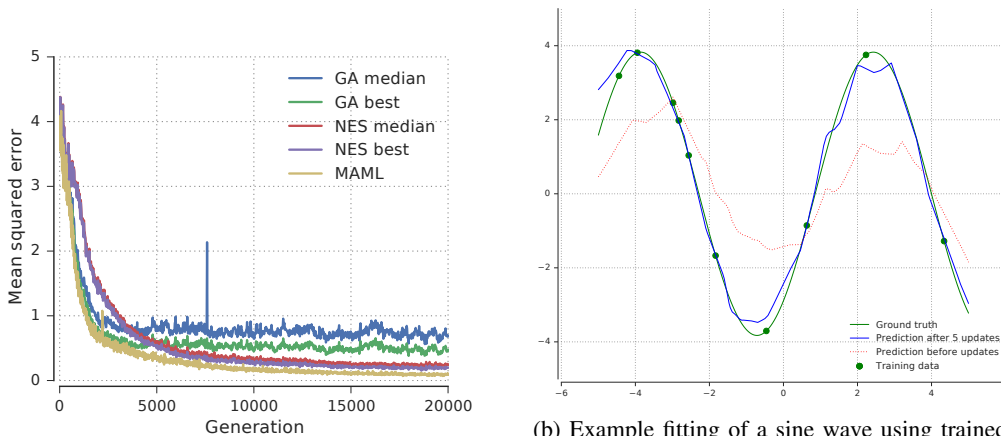 5
4
3
2
1
0
Mean squared error
GA median
GA best
NES median
NES best
MAML
0 5000 10000 15000 20000
Generation
4
2
0
−2
−4
Ground truth
Prediction after 5 updates
Prediction before updates
Training data
−6 −4 −2 0 2 4
(b) Example fitting of a sine wave using trained